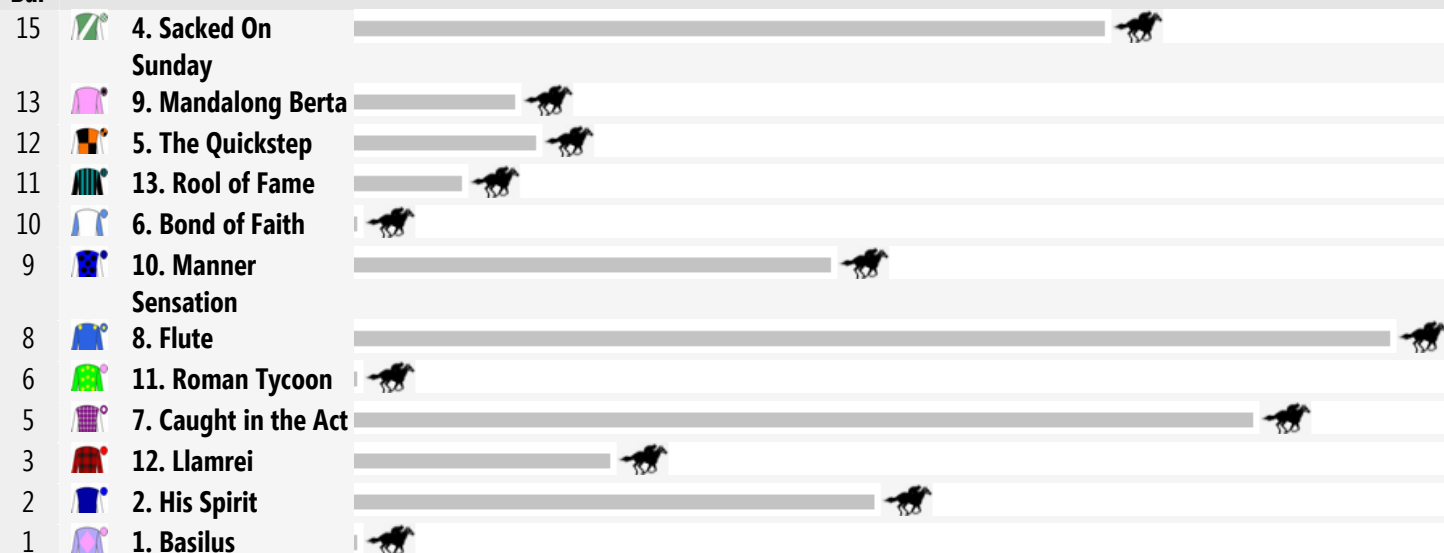 15 4. Sacked On
Sunday
13 9. Mandalong Berta
12 5. The Quickstep
11 13. Rool of Fame
10 6. Bond of Faith
9 10. Manner
Sensation
8 8. Flute
6 11. Roman Tycoon
5 7. Caught in the Act
3 12. Llamrei
2 2. His Spirit
1 1. Basilus